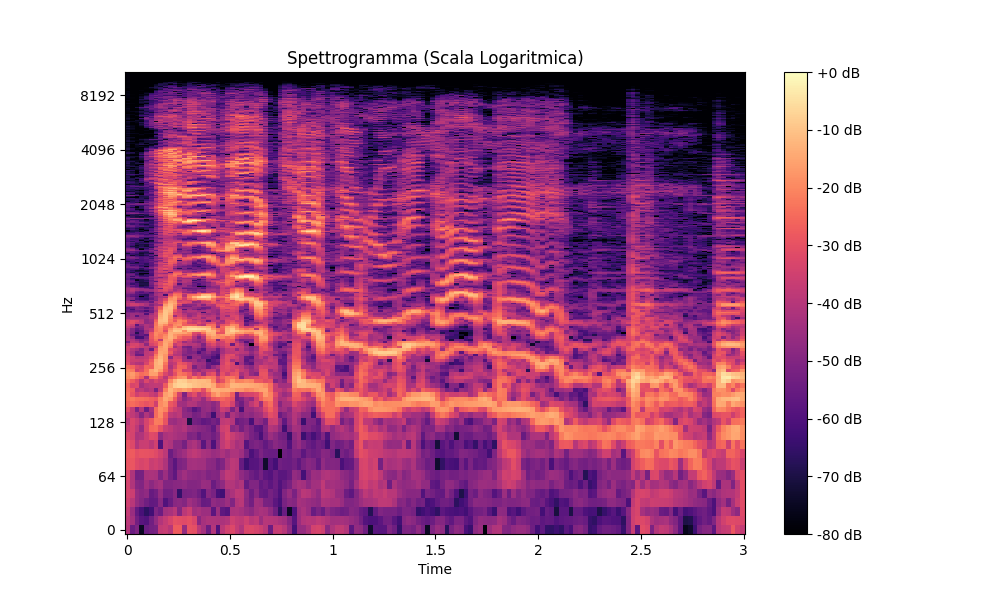 Spettrogramma (Scala Logaritmica)
Hz
8192
4096
2048
1024
512
256
128
64
0
0
0.5
1
1.5
2
2.5
3
Time
+0 dB
-10 dB
-20 dB
-30 dB
-40 dB
-50 dB
-60 dB
-70 dB
-80 dB